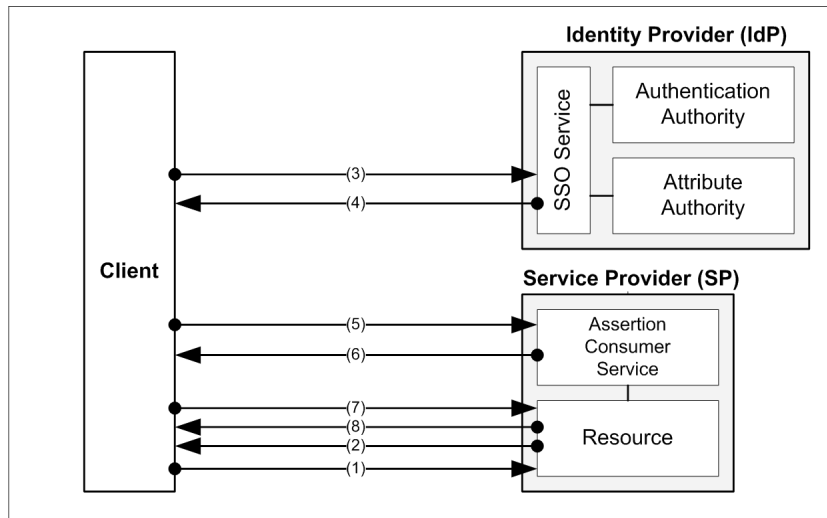 Identity Provider (IdP)
SSO Service
Authentication
Authority
Attribute
Authority
(3)
(4)
Client
Service Provider (SP)
Assertion
Consumer
Service
(5)
(6)
(7)
(8)
(2)
(1)
Resource